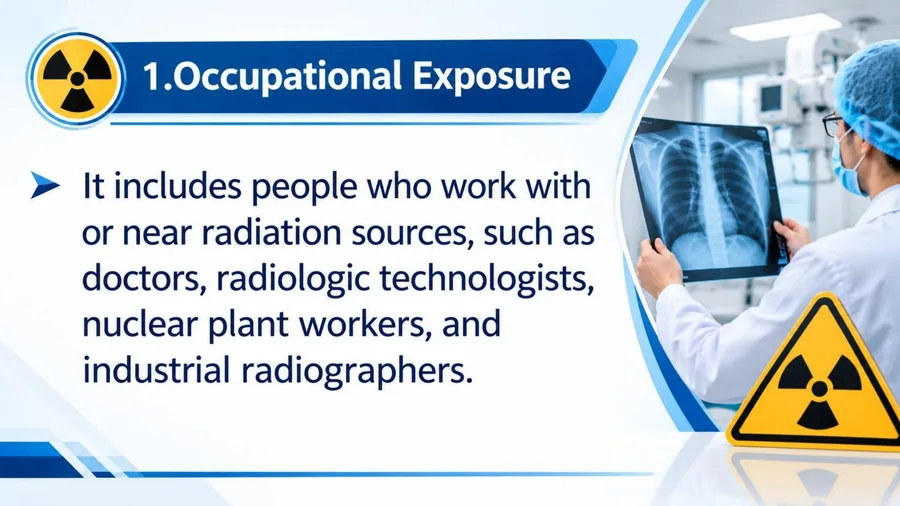 1.Occupational Exposure
It includes people who work with
or near radiation sources, such as
doctors, radiologic technologists,
nuclear plant workers, and
industrial radiographers.